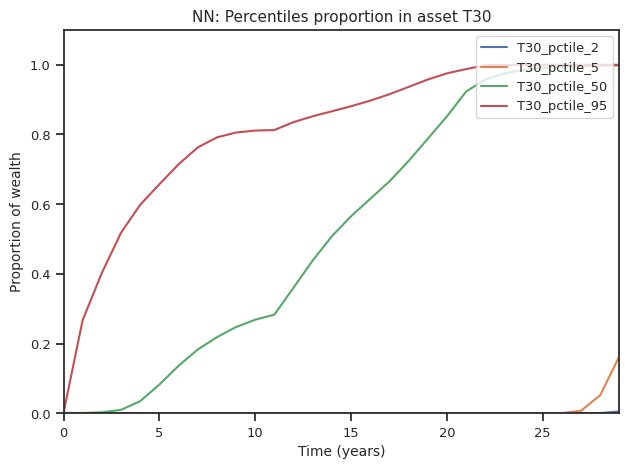 NN: Percentiles proportion in asset T30
T30_pctile_2
T30_pctile_5
T30_pctile_50
T30_pctile_95
Proportion of wealth
1.0
0.8
0.6
0.4
0.2
0.0
0 5 10 15 20 25
Time (years)